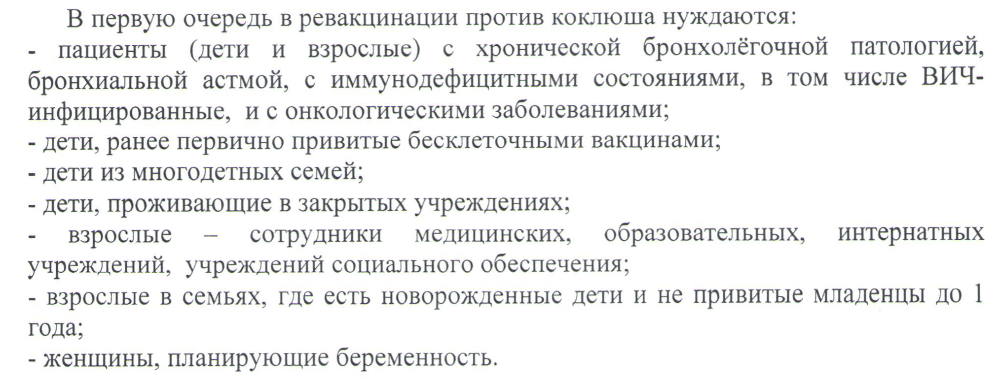 В первую очередь в ревакцинации против коклюша нуждаются:
- пациенты (дети и взрослые) с хронической бронхолёгочной патологией,
бронхиальной астмой, с иммунодефицитными состояниями, в том числе ВИЧ-
инфицированные, и с онкологическими заболеваниями;
- дети, ранее первично привитые бесклеточными вакцинами;
- дети из многодетных семей;
- дети, проживающие в закрытых учреждениях;
- взрослые – сотрудники медицинских, образовательных, интернатных
учреждений, учреждений социального обеспечения;
- взрослые в семьях, где есть новорожденные дети и не привитые младенцы до 1
года;
- женщины, планирующие беременность.